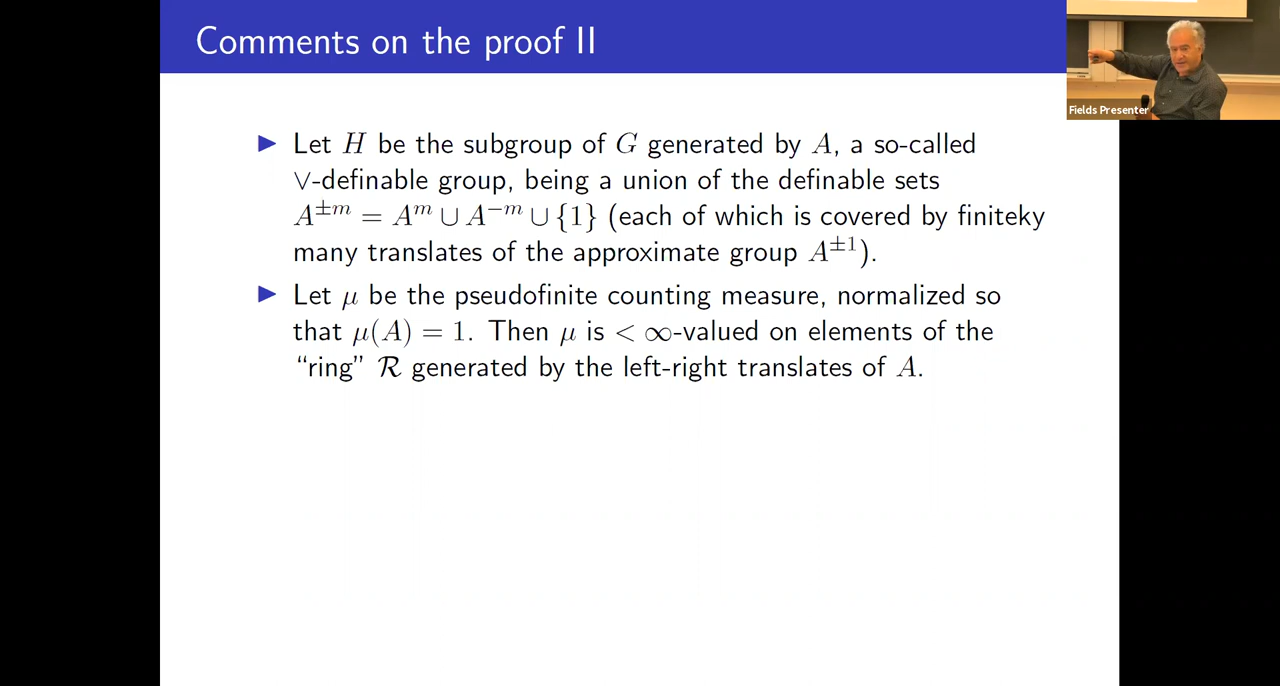 Comments on the proof II
Fields Presenter
▶ Let H be the subgroup of G generated by A, a so-called
∨-definable group, being a union of the definable sets
A^{±m} = A^m ∪ A^{−m} ∪ {1} (each of which is covered by finiteky
many translates of the approximate group A^{±1}).
▶ Let μ be the pseudofinite counting measure, normalized so
that μ(A) = 1. Then μ is < ∞-valued on elements of the
“ring” ℛ generated by the left-right translates of A.